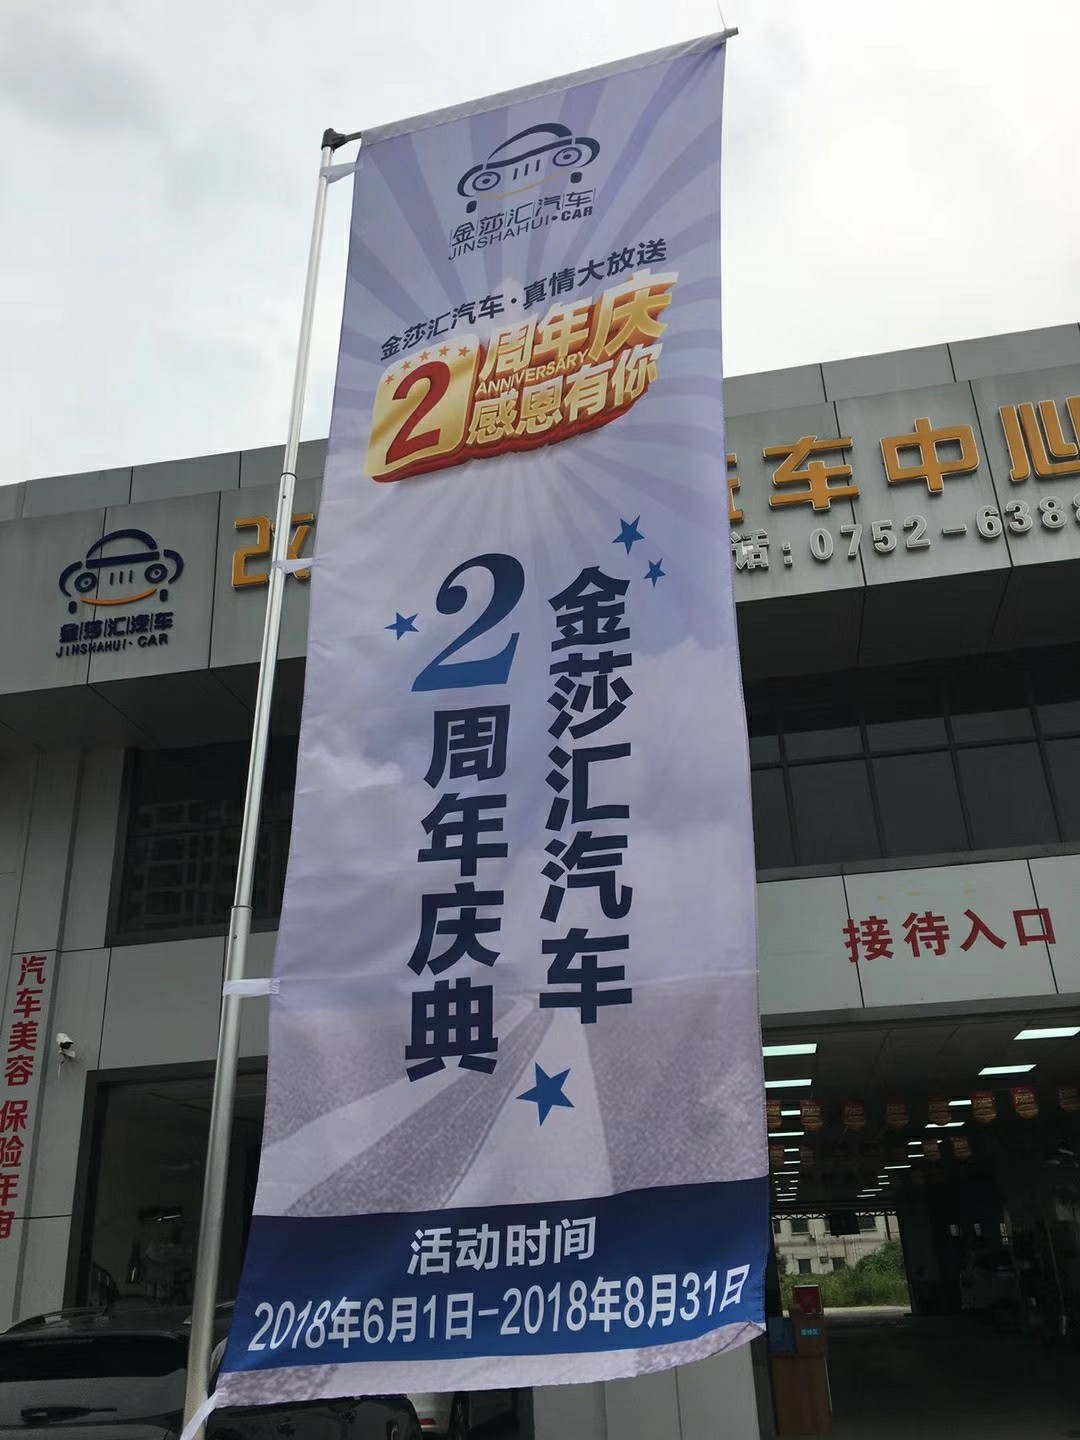 金莎汇汽车
JINSHAHUI·CAR
金莎汇汽车·真情大放送
2周年庆
ANNIVERSARY
感恩有你
金莎汇汽车
2周年庆典
活动时间
2018年6月1日-2018年8月31日
金莎汇汽车
JINSHAHUI·CAR
车中心
话:0752-638
接待入口
汽车美容 保险年审